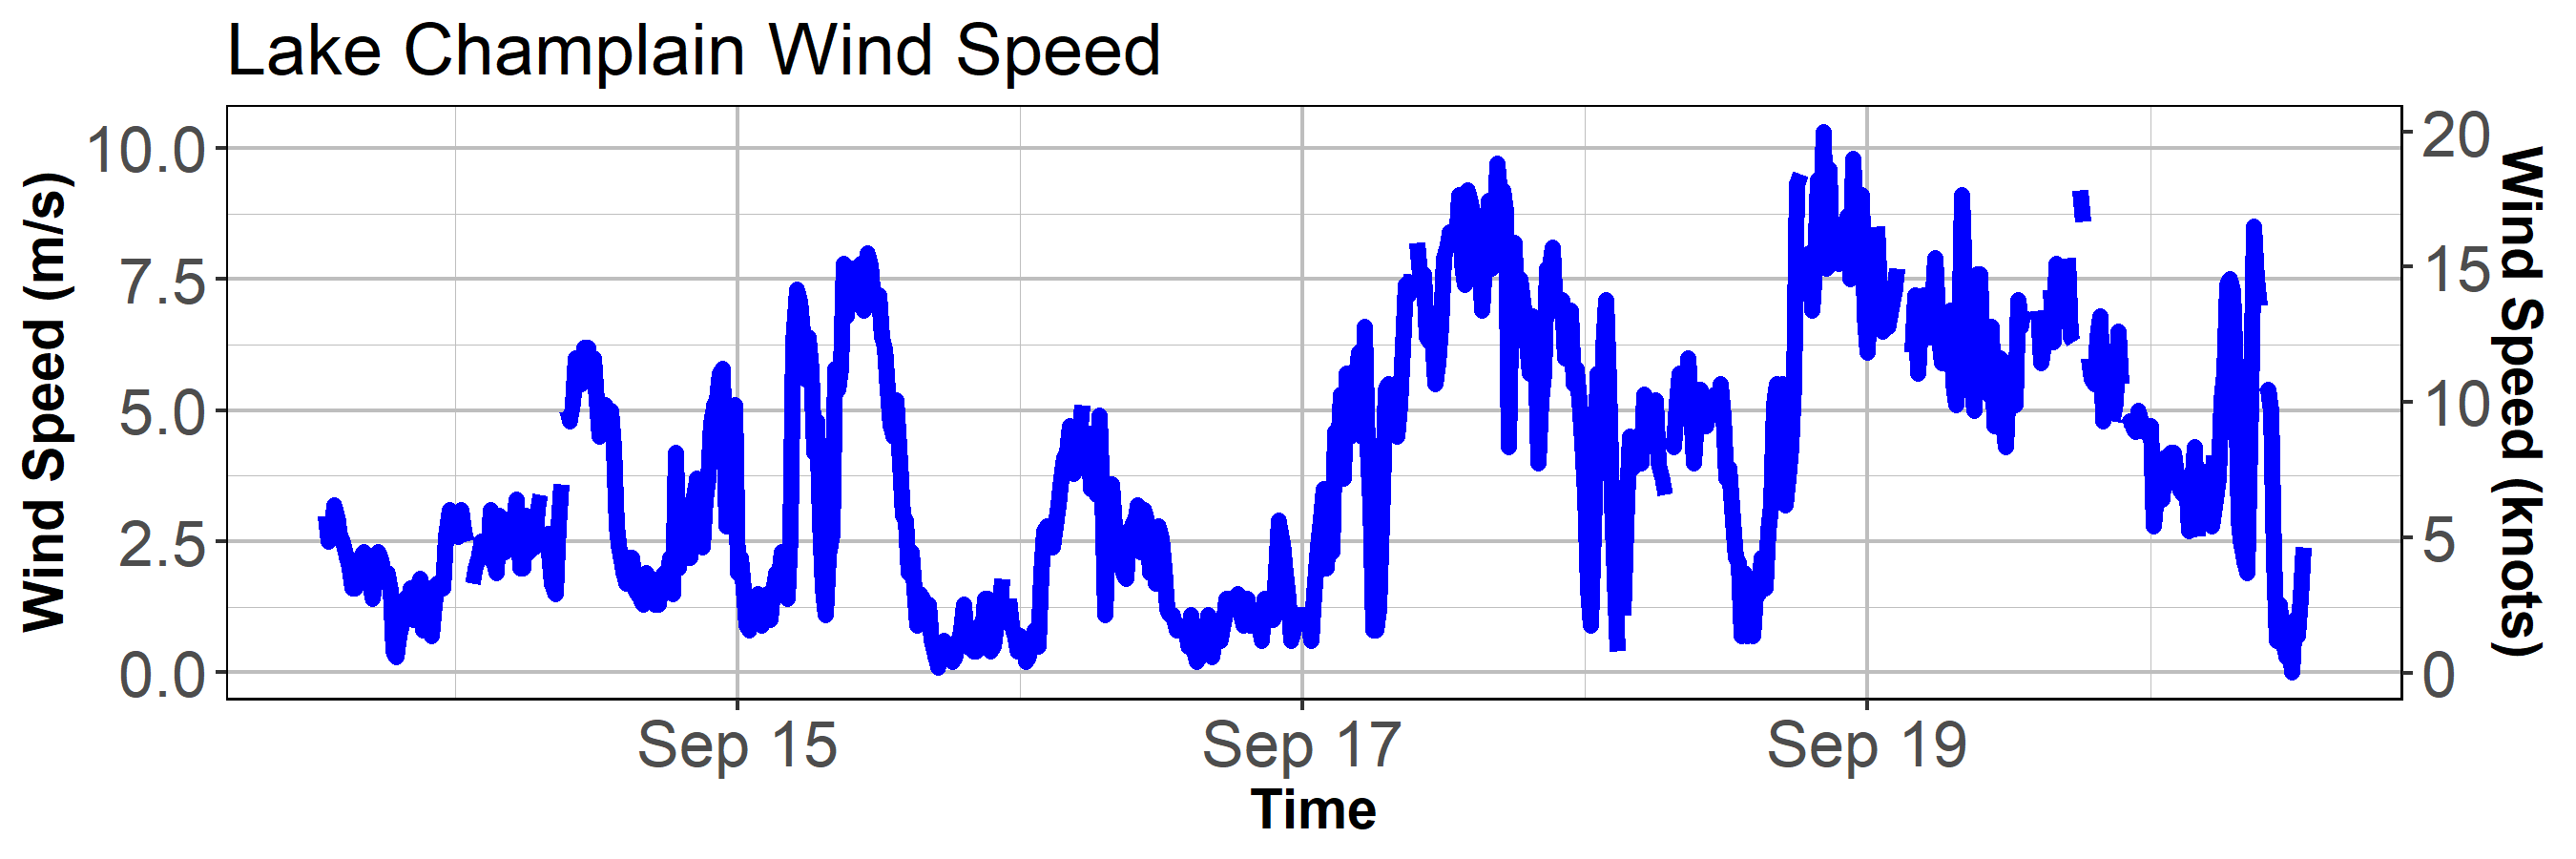 Lake Champlain Wind Speed
Wind Speed (m/s)
10.0
7.5
5.0
2.5
0.0
20
15
10
5
0
Wind Speed (knots)
Sep 15
Sep 17
Sep 19
Time